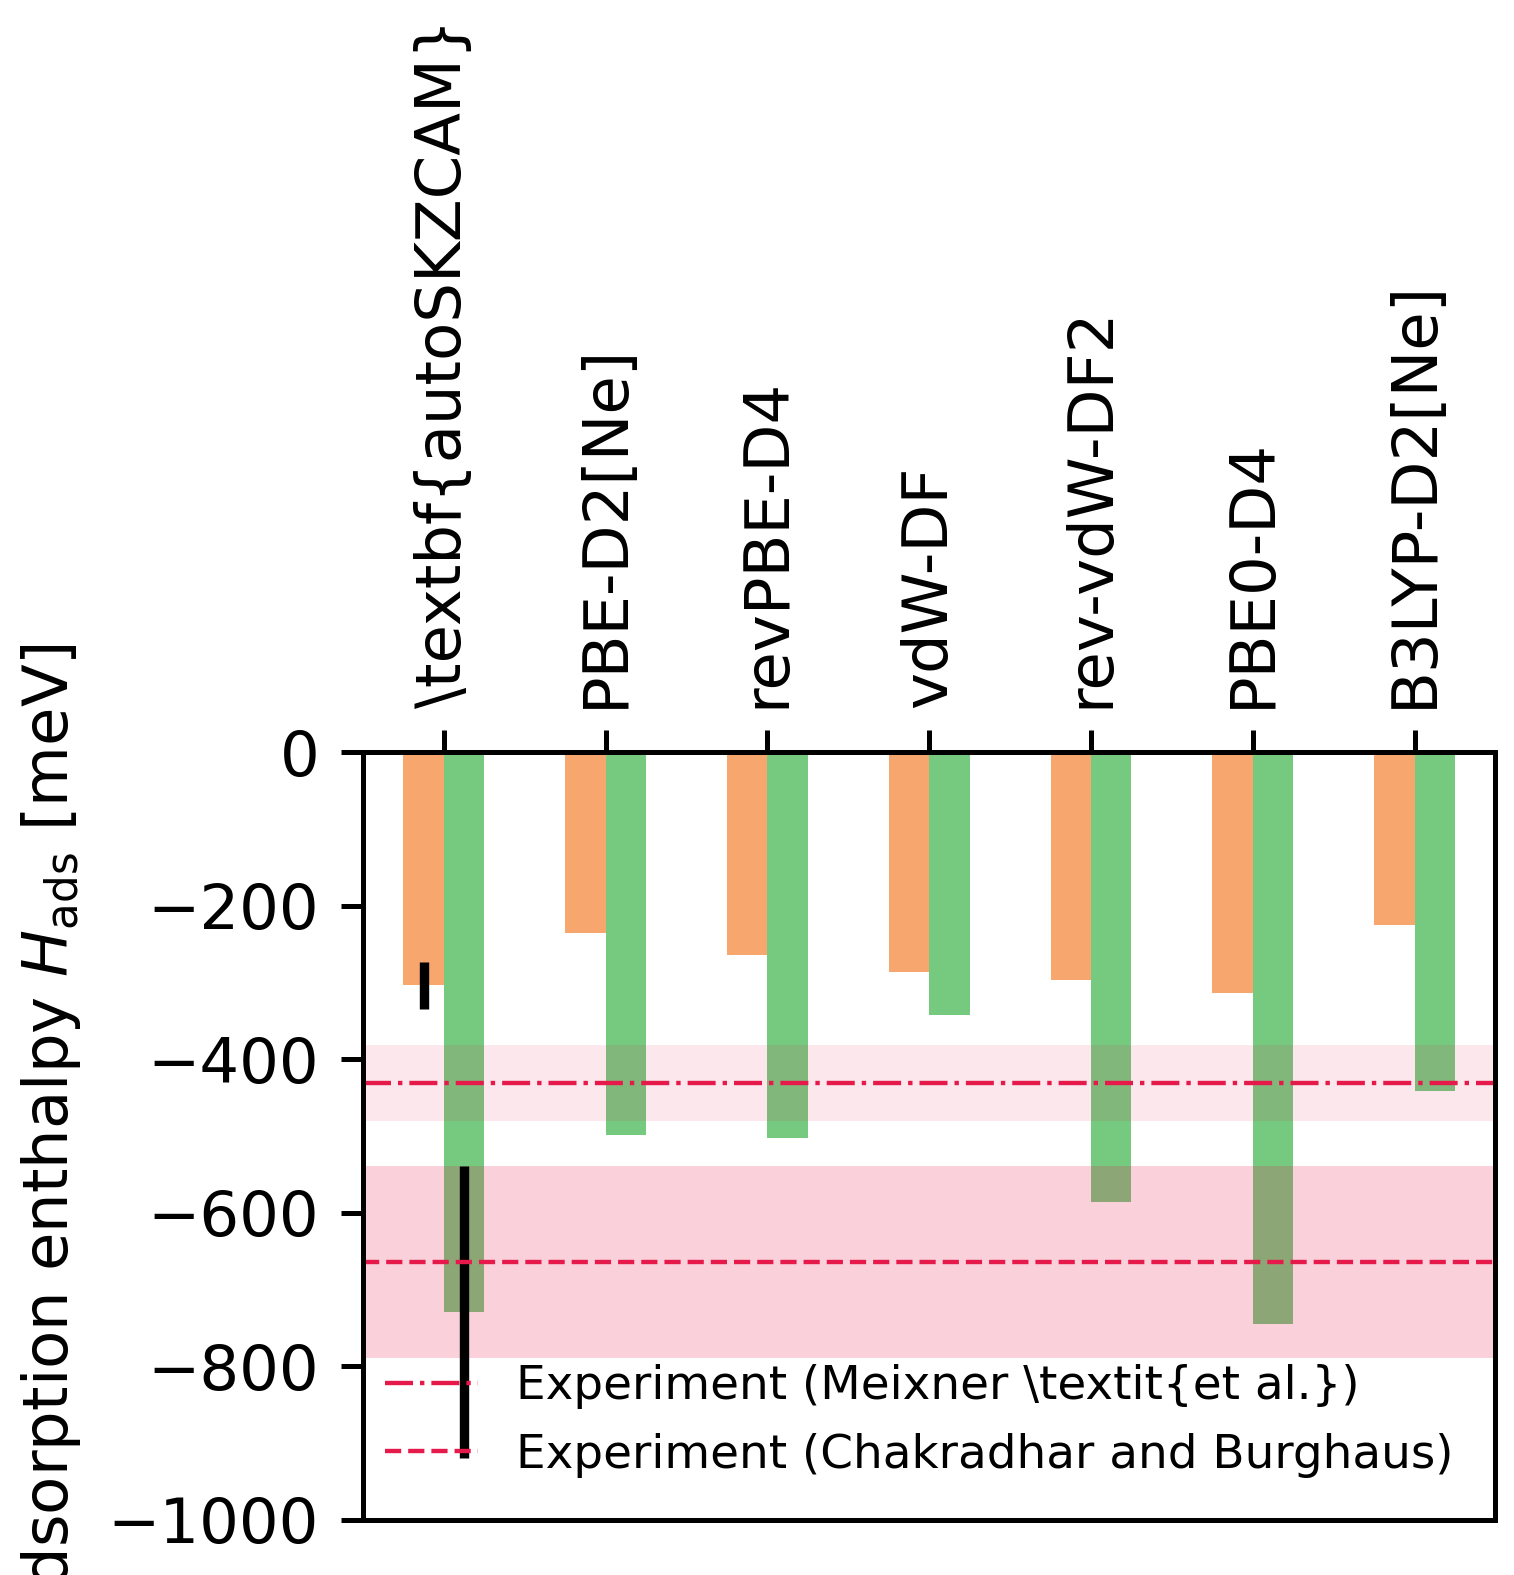 \textbf{autoSKZCAM}
PBE-D2[Ne]
revPBE-D4
vdW-DF
rev-vdW-DF2
PBE0-D4
B3LYP-D2[Ne]
dsorption enthalpy Hads [meV]
0
−200
−400
−600
−800
−1000
Experiment (Meixner \textit{et al.})
Experiment (Chakradhar and Burghaus)